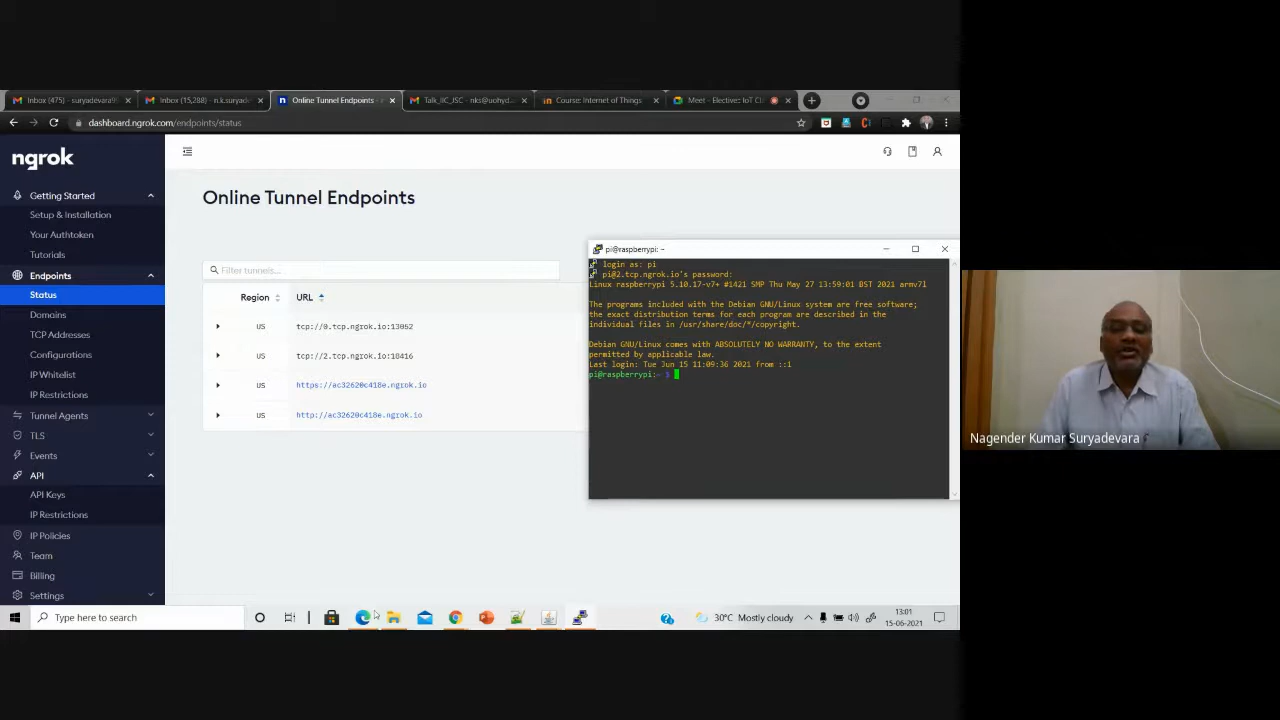 Inbox (475) - suryadevara9
Inbox (15,288) - n.k.suryade
Online Tunnel Endpoints -
Talk_IIC_JSC - nks@uohyd.
Course: Internet of Things
Meet - Elective: IoT Cl
dashboard.ngrok.com/endpoints/status
ngrok
Getting Started
Setup & Installation
Your Authtoken
Tutorials
Endpoints
Status
Domains
TCP Addresses
Configurations
IP Whitelist
IP Restrictions
Tunnel Agents
TLS
Events
API
API Keys
IP Restrictions
IP Policies
Team
Billing
Settings
Online Tunnel Endpoints
Filter tunnels...
Region URL
US tcp://0.tcp.ngrok.io:13052
US tcp://2.tcp.ngrok.io:18416
US https://ac32620c418e.ngrok.io
US http://ac32620c418e.ngrok.io
pi@raspberrypi: ~
login as: pi
pi@2.tcp.ngrok.io's password:
Linux raspberrypi 5.10.17-v7+ #1421 SMP Thu May 27 13:59:01 BST 2021 armv7l
The programs included with the Debian GNU/Linux system are free software;
the exact distribution terms for each program are described in the
individual files in /usr/share/doc/*/copyright.
Debian GNU/Linux comes with ABSOLUTELY NO WARRANTY, to the extent
permitted by applicable law.
Last login: Tue Jun 15 11:09:36 2021 from ::1
pi@raspberrypi:~ $
Nagender Kumar Suryadevara
Type here to search
30°C Mostly cloudy
13:01
15-06-2021